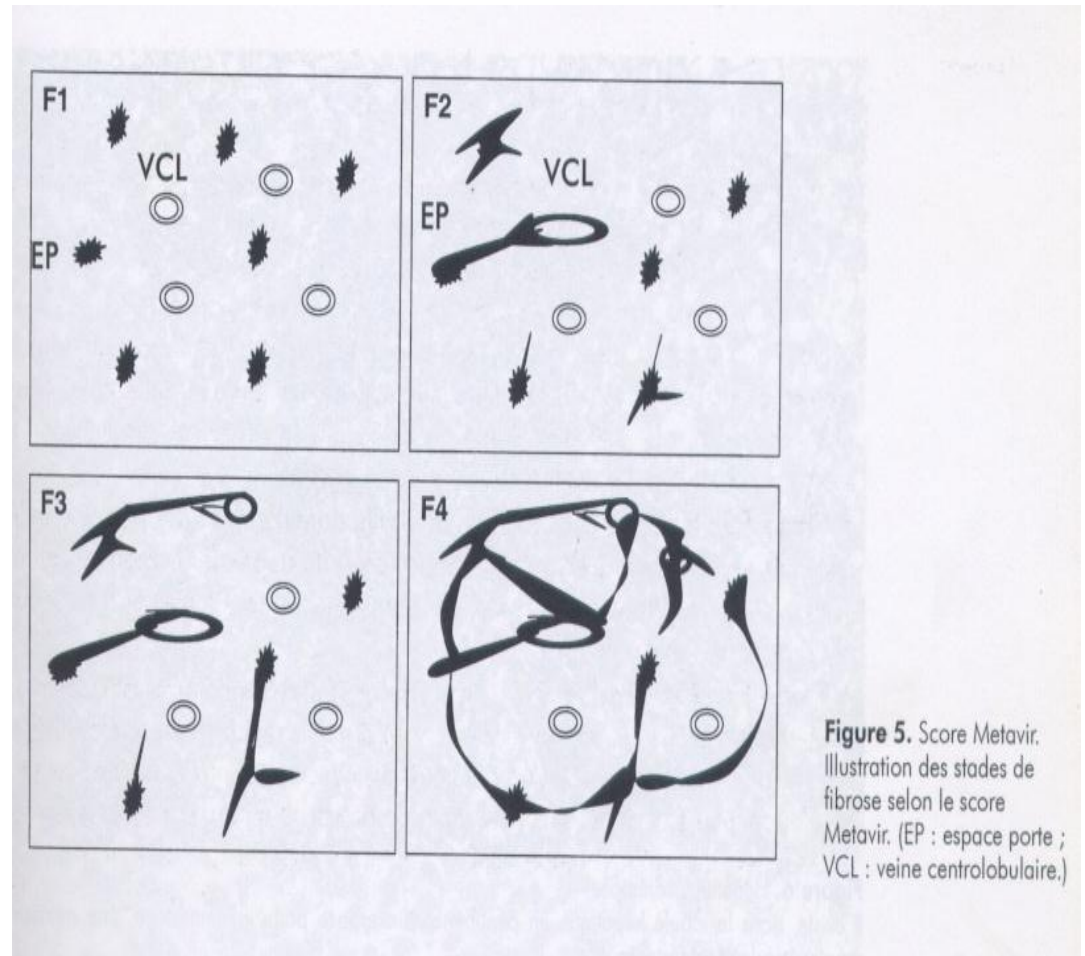 F1
VCL
EP
F2
VCL
EP
F3
F4
Figure 5. Score Metavir.
Illustration des stades de
fibrose selon le score
Metavir. (EP : espace porte ;
VCL : veine centrolobulaire.)